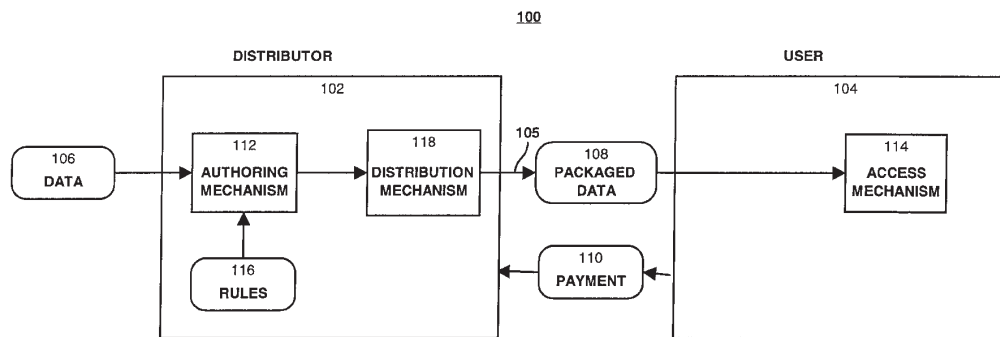 100
DISTRIBUTOR
USER
102
104
106
DATA
112
AUTHORING
MECHANISM
118
DISTRIBUTION
MECHANISM
105
108
PACKAGED
DATA
114
ACCESS
MECHANISM
116
RULES
110
PAYMENT